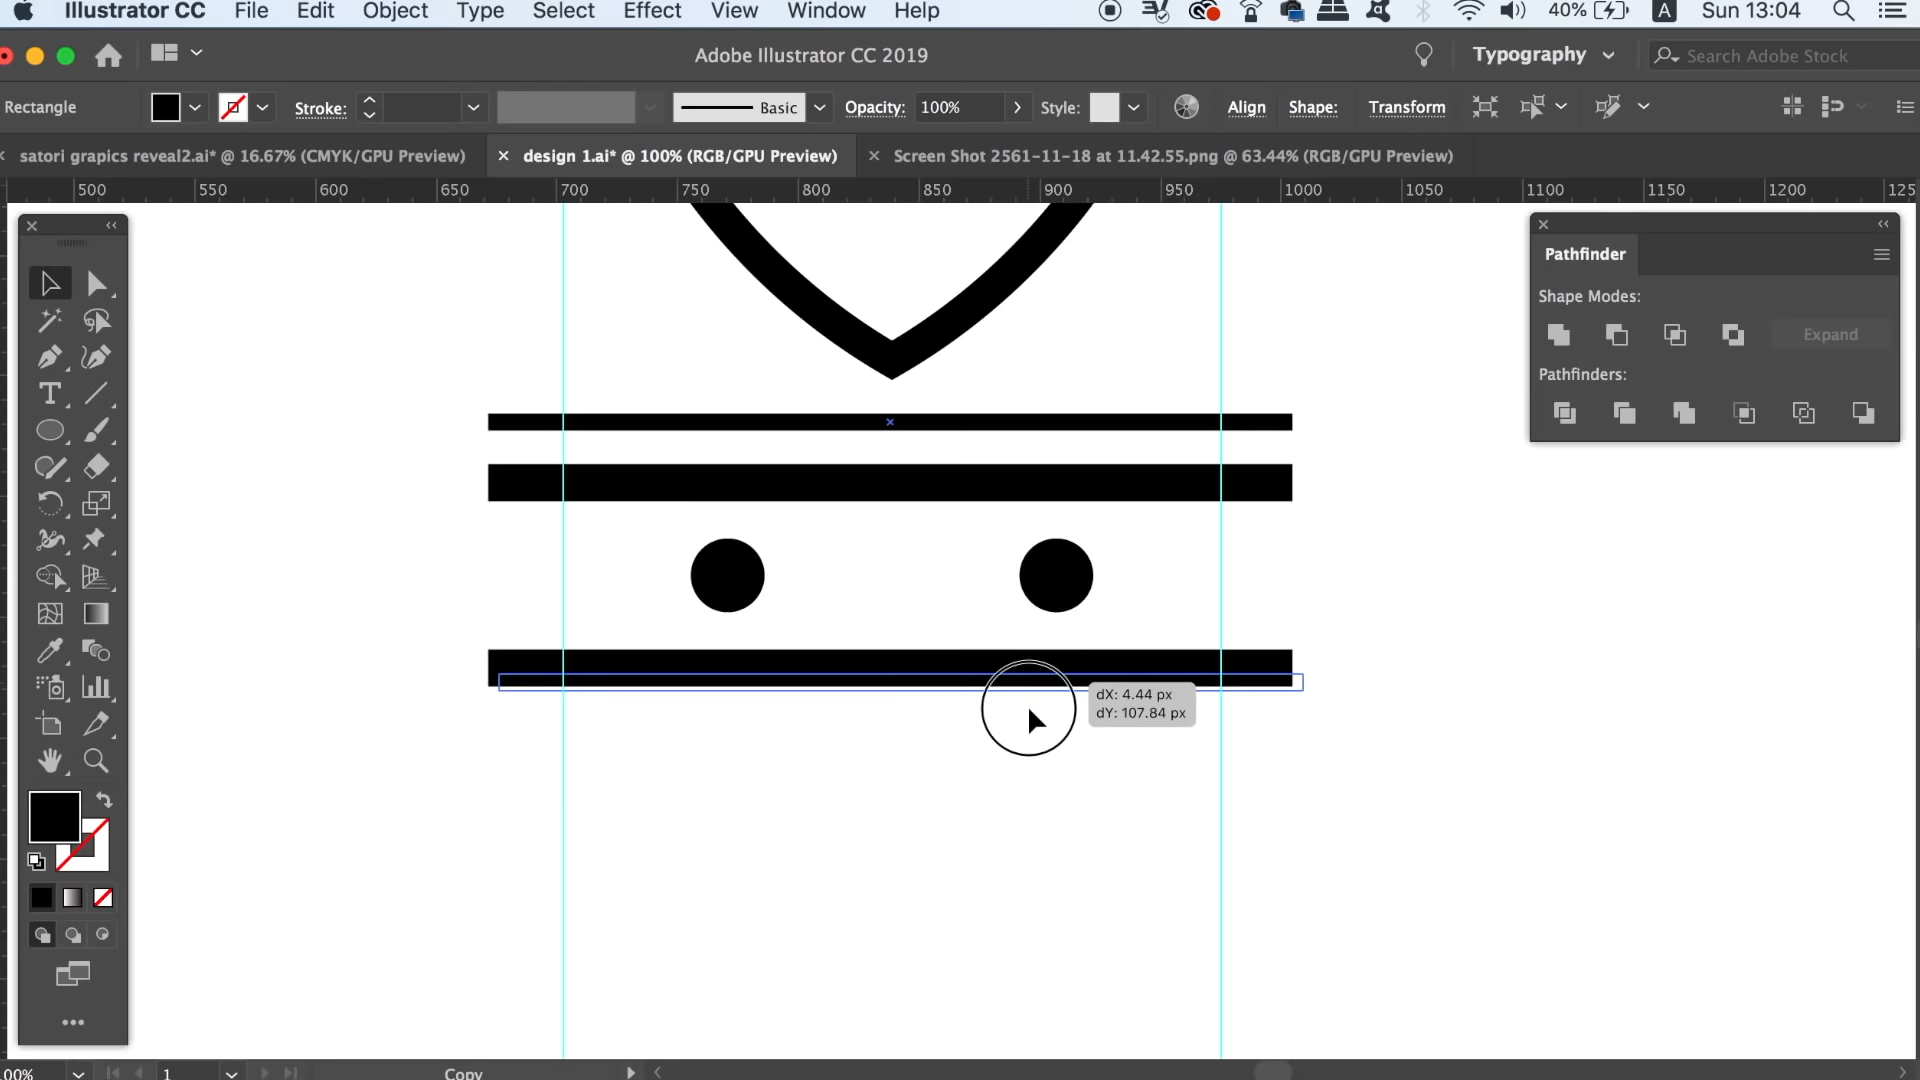 Illustrator CC File Edit Object Type Select Effect View Window Help 40% A Sun 13:04
Adobe Illustrator CC 2019 Typography Search Adobe Stock
Rectangle Stroke: Basic Opacity: 100% Style: Align Shape: Transform
satori grapics reveal2.ai* @ 16.67% (CMYK/GPU Preview) × design 1.ai* @ 100% (RGB/GPU Preview) × Screen Shot 2561-11-18 at 11.42.55.png @ 63.44% (RGB/GPU Preview)
500 550 600 650 700 750 800 850 900 950 1000 1050 1100 1150 1200 125
Pathfinder
Shape Modes:
Expand
Pathfinders:
dX: 4.44 px
dY: 107.84 px
00% 1 Copy